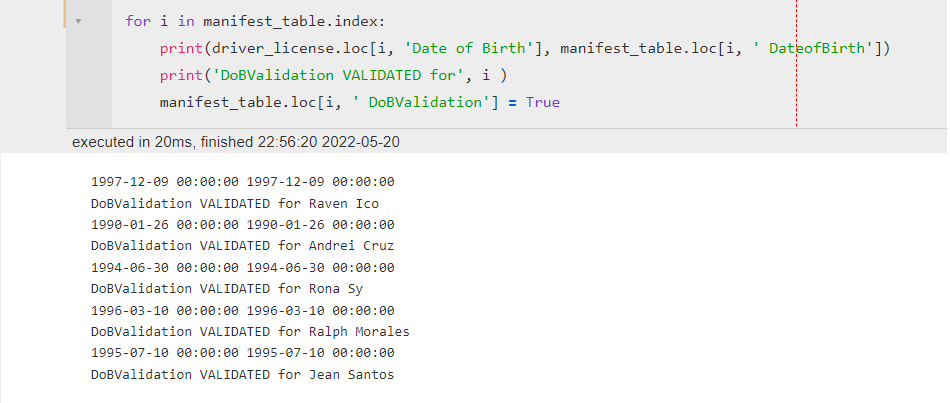 for i in manifest_table.index:
    print(driver_license.loc[i, 'Date of Birth'], manifest_table.loc[i, ' DateofBirth'])
    print('DoBValidation VALIDATED for', i )
    manifest_table.loc[i, ' DoBValidation'] = True
executed in 20ms, finished 22:56:20 2022-05-20
1997-12-09 00:00:00 1997-12-09 00:00:00
DoBValidation VALIDATED for Raven Ico
1990-01-26 00:00:00 1990-01-26 00:00:00
DoBValidation VALIDATED for Andrei Cruz
1994-06-30 00:00:00 1994-06-30 00:00:00
DoBValidation VALIDATED for Rona Sy
1996-03-10 00:00:00 1996-03-10 00:00:00
DoBValidation VALIDATED for Ralph Morales
1995-07-10 00:00:00 1995-07-10 00:00:00
DoBValidation VALIDATED for Jean Santos